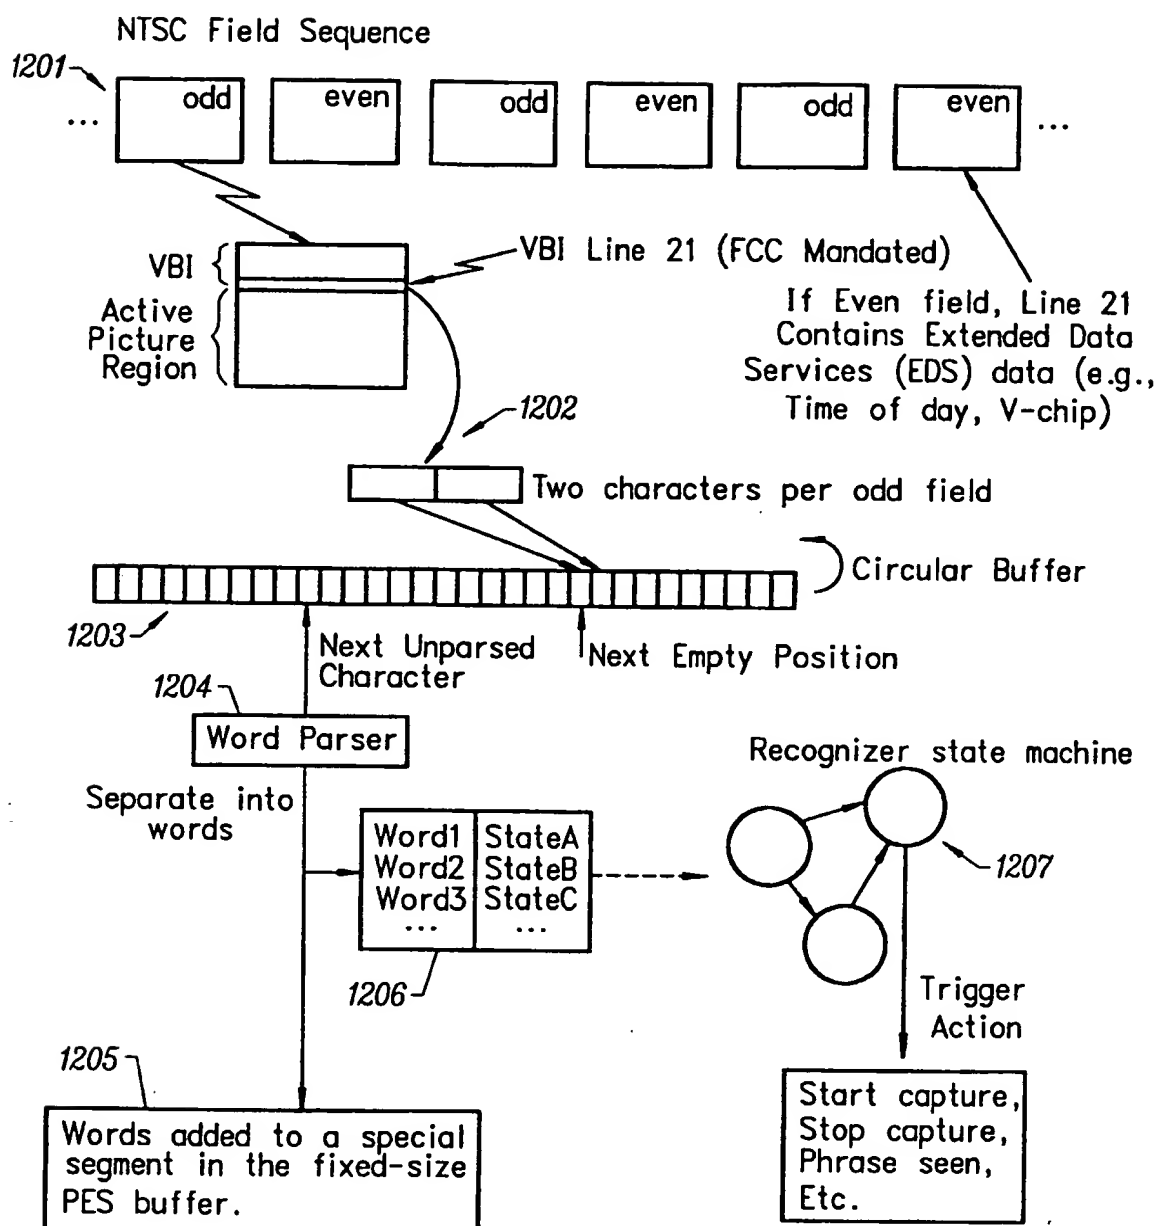 NTSC Field Sequence
1201
... odd even odd even odd even ...
VBI
VBI Line 21 (FCC Mandated)
Active
Picture
Region
If Even field, Line 21
Contains Extended Data
Services (EDS) data (e.g.,
Time of day, V-chip)
1202
Two characters per odd field
Circular Buffer
1203
Next Unparsed
Character
Next Empty Position
1204
Word Parser
Separate into
words
Recognizer state machine
Word1 StateA
Word2 StateB
Word3 StateC
... ...
1206
1207
Trigger
Action
1205
Words added to a special
segment in the fixed-size
PES buffer.
Start capture,
Stop capture,
Phrase seen,
Etc.